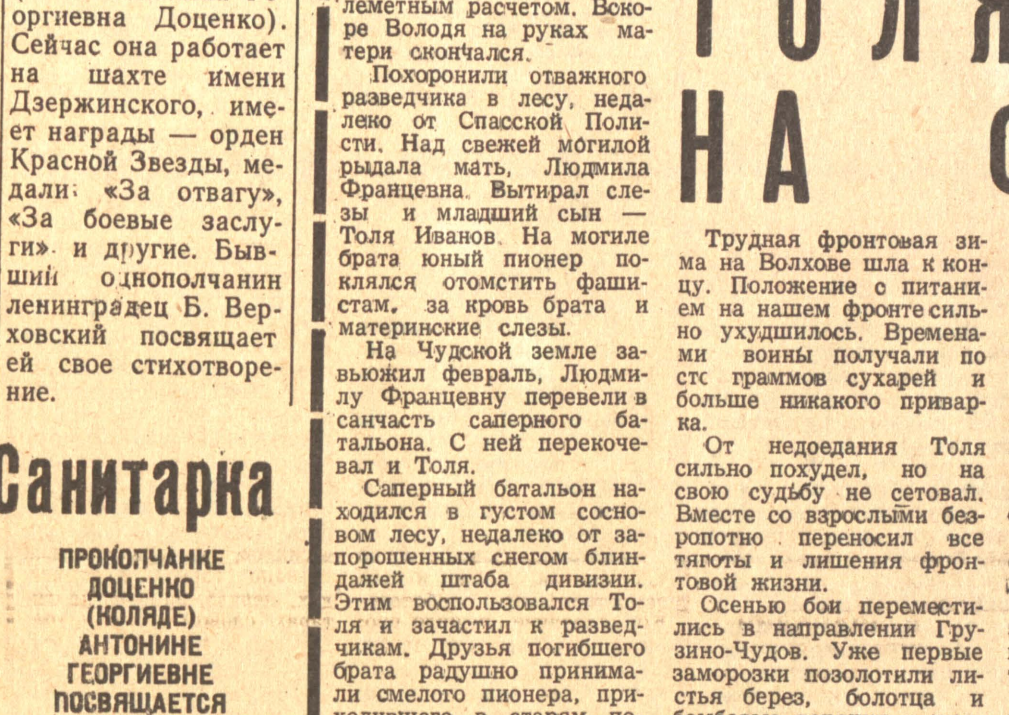 оргиевна Доценко).
Сейчас она работает
на шахте имени
Дзержинского, име-
ет награды — орден
Красной Звезды, ме-
дали: «За отвагу»,
«За боевые заслу-
ги» и другие. Быв-
ший однополчанин
ленинградец Б. Вер-
ховский посвящает
ей свое стихотворе-
ние.
Санитарка
ПРОКОПЧАНКЕ
ДОЦЕНКО
(КОЛЯДЕ)
АНТОНИНЕ
ГЕОРГИЕВНЕ
ПОСВЯЩАЕТСЯ
леметным расчетом. Вско-
ре Володя на руках ма-
тери скончался.
Похоронили отважного
разведчика в лесу, неда-
леко от Спасской Поли-
сти. Над свежей могилой
рыдала мать, Людмила
Францевна. Вытирал сле-
зы и младший сын —
Толя Иванов. На могиле
брата юный пионер по-
клялся отомстить фаши-
стам, за кровь брата и
материнские слезы.
На Чудской земле за-
вьюжил февраль, Людми-
лу Францевну перевели в
санчасть саперного ба-
тальона. С ней перекоче-
вал и Толя.
Саперный батальон на-
ходился в густом сосно-
вом лесу, недалеко от за-
порошенных снегом блин-
дажей штаба дивизии.
Этим воспользовался То-
ля и зачастил к развед-
чикам. Друзья погибшего
брата радушно принима-
ли смелого пионера, при-
ТОЛЯ
НА
Трудная фронтовая зи-
ма на Волхове шла к кон-
цу. Положение с питани-
ем на нашем фронте силь-
но ухудшилось. Времена-
ми воины получали по
сто граммов сухарей и
больше никакого привар-
ка.
От недоедания Толя
сильно похудел, но на
свою судьбу не сетовал.
Вместе со взрослыми без-
ропотно переносил все
тяготы и лишения фрон-
товой жизни.
Осенью бои перемести-
лись в направлении Гру-
зино-Чудов. Уже первые
заморозки позолотили ли-
стья берез, болотца и